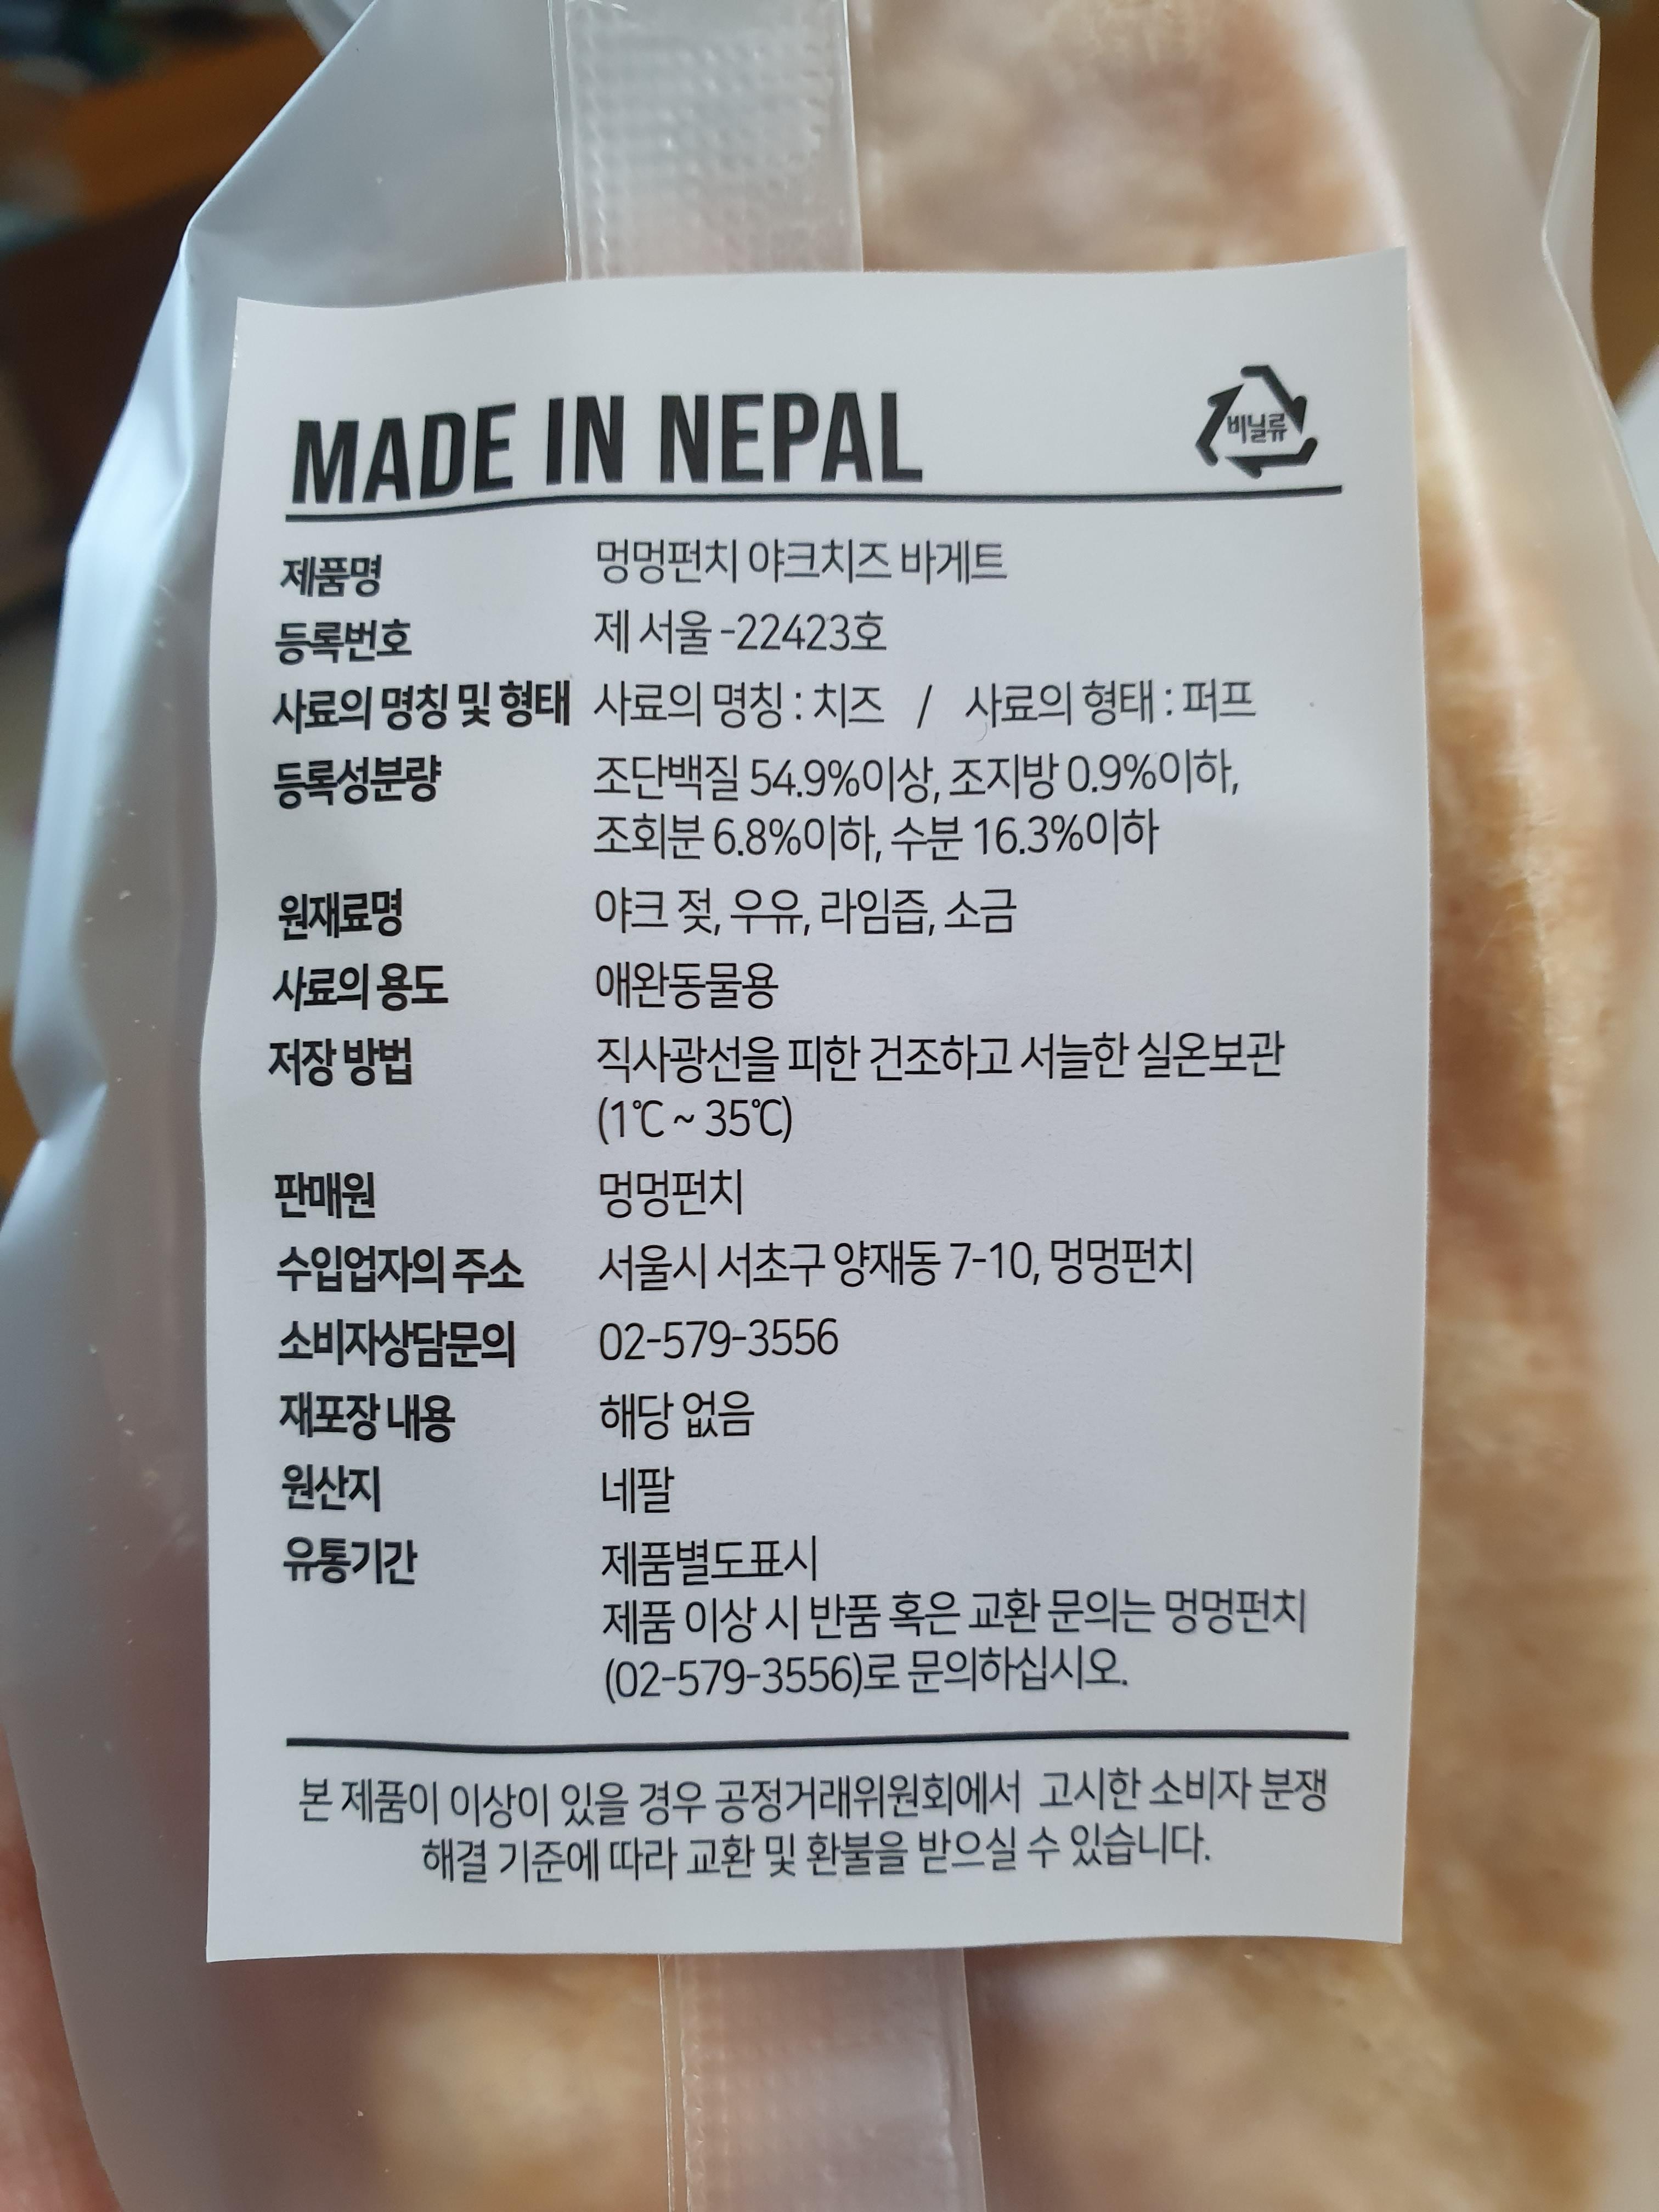 MADE IN NEPAL
비닐류
제품명 멍멍펀치 야크치즈 바게트
등록번호 제 서울 -22423호
사료의 명칭 및 형태 사료의 명칭 : 치즈 / 사료의 형태 : 퍼프
등록성분량 조단백질 54.9%이상, 조지방 0.9%이하,
조회분 6.8%이하, 수분 16.3%이하
원재료명 야크 젖, 우유, 라임즙, 소금
사료의 용도 애완동물용
저장 방법 직사광선을 피한 건조하고 서늘한 실온보관
(1℃ ~ 35℃)
판매원 멍멍펀치
수입업자의 주소 서울시 서초구 양재동 7-10, 멍멍펀치
소비자상담문의 02-579-3556
재포장 내용 해당 없음
원산지 네팔
유통기간 제품별도표시
제품 이상 시 반품 혹은 교환 문의는 멍멍펀치
(02-579-3556)로 문의하십시오.
본 제품이 이상이 있을 경우 공정거래위원회에서 고시한 소비자 분쟁
해결 기준에 따라 교환 및 환불을 받으실 수 있습니다.